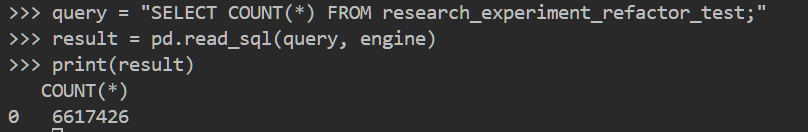 >>> query = "SELECT COUNT(*) FROM research_experiment_refactor_test;"
>>> result = pd.read_sql(query, engine)
>>> print(result)
   COUNT(*)
0   6617426